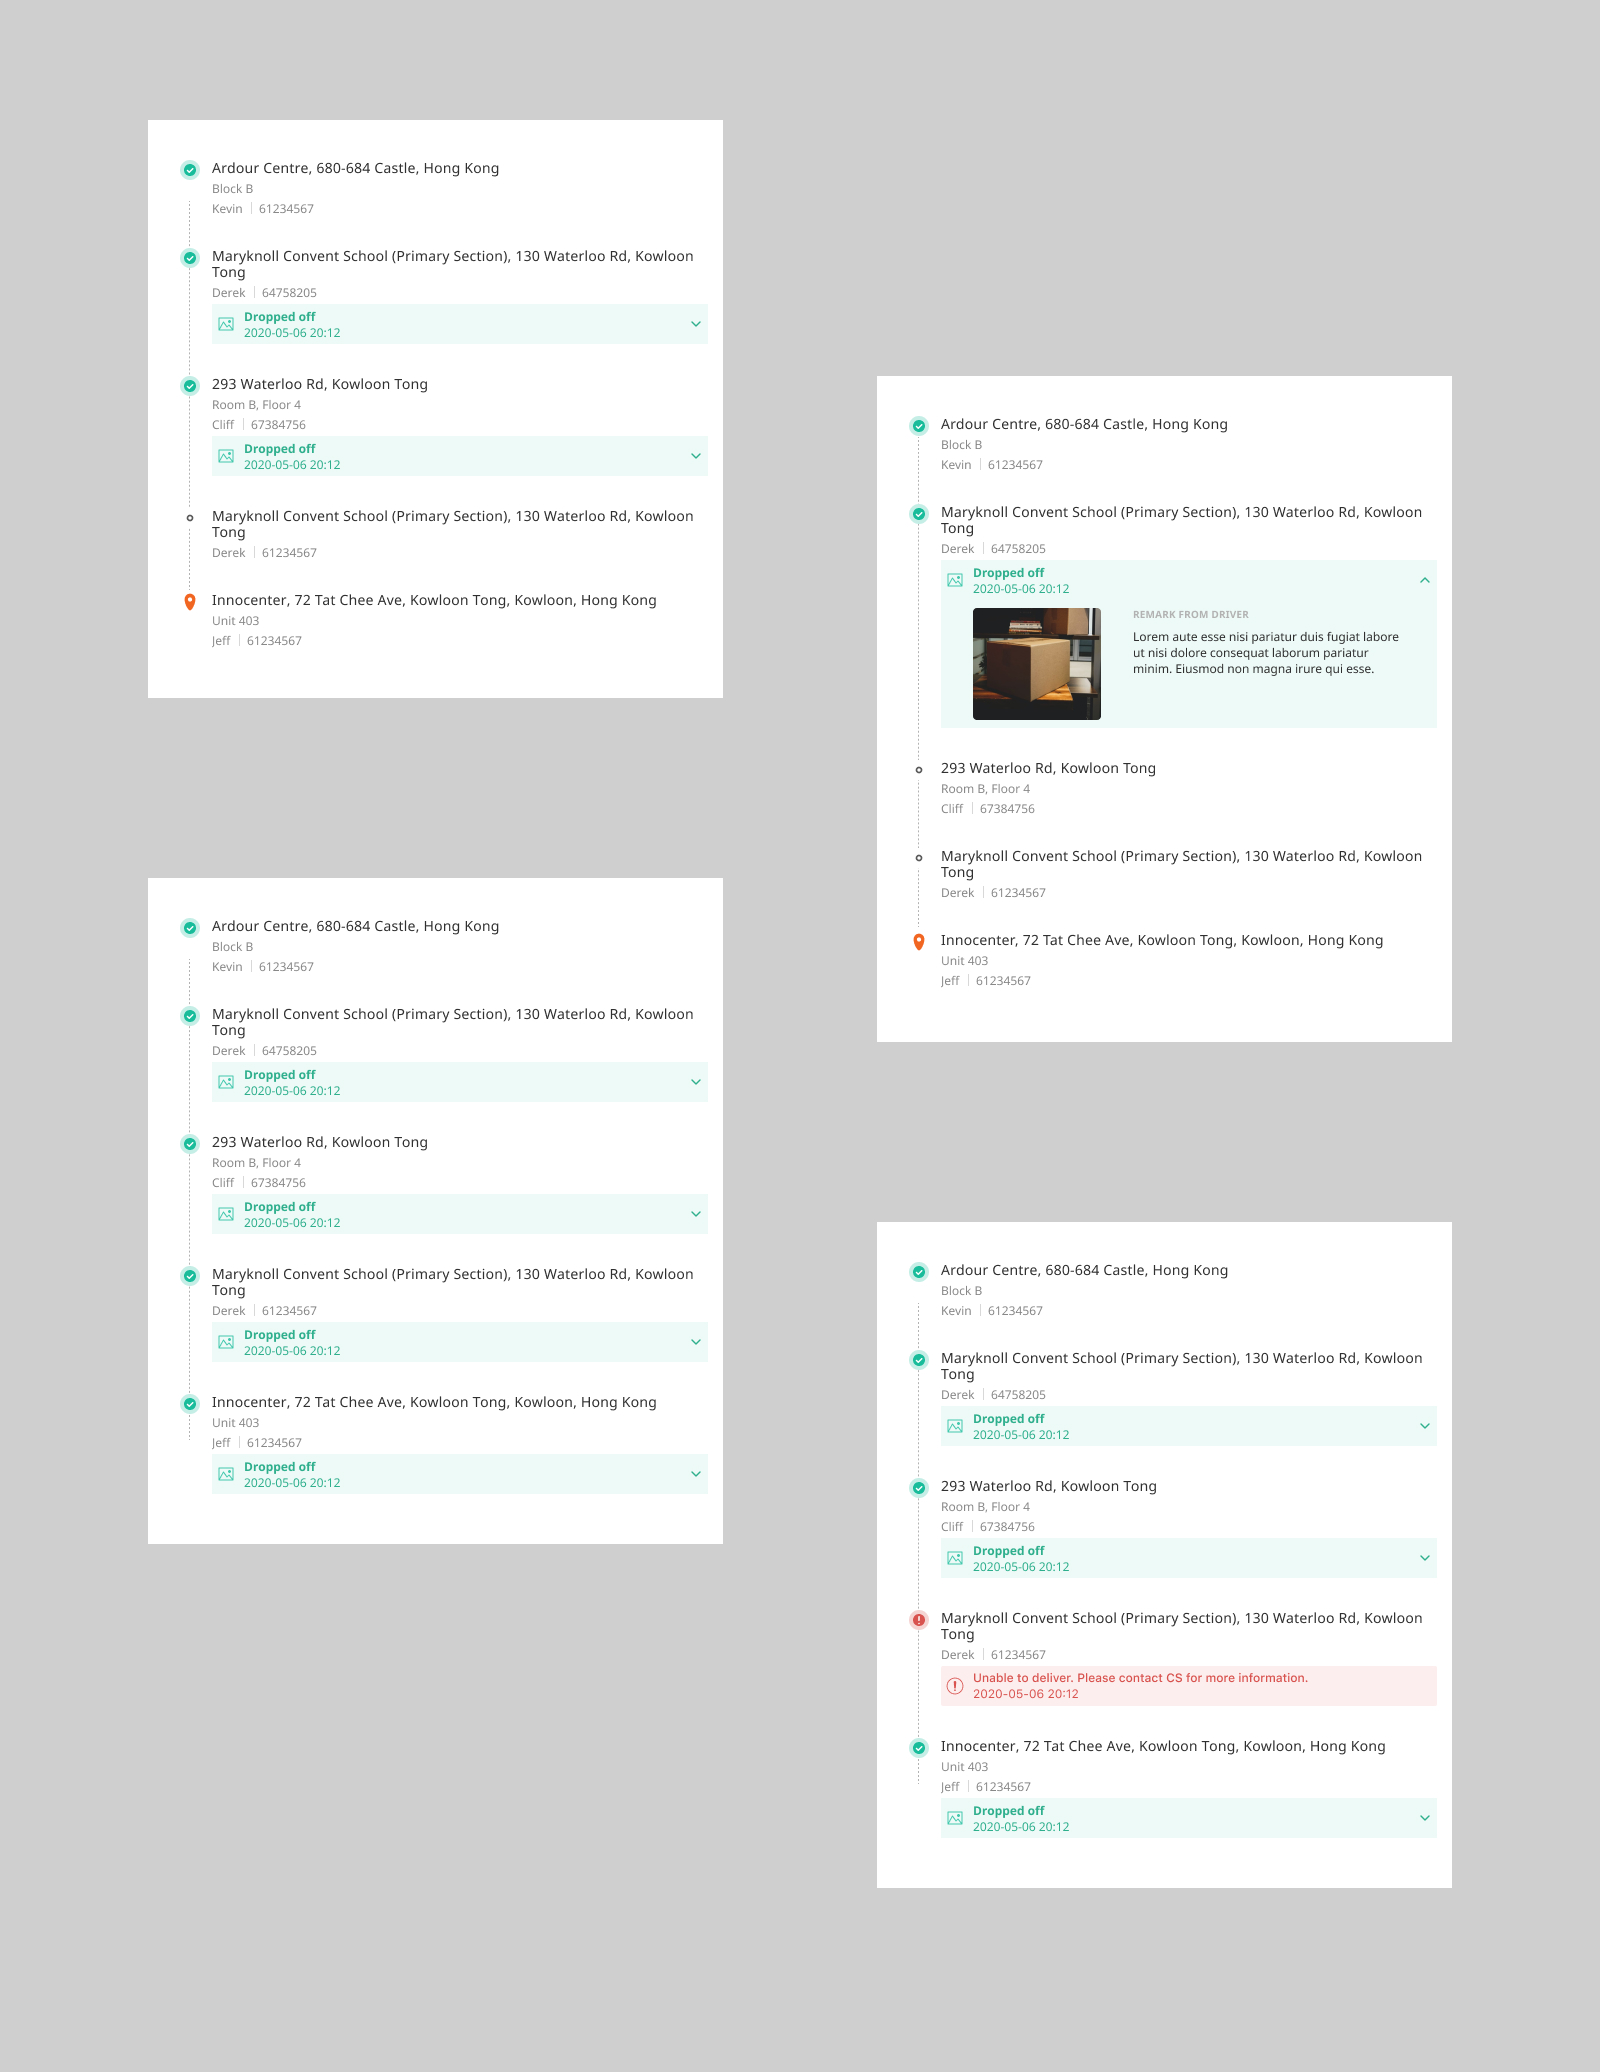 Ardour Centre, 680-684 Castle, Hong Kong
Block B
Kevin 61234567
Maryknoll Convent School (Primary Section), 130 Waterloo Rd, Kowloon
Tong
Derek 64758205
Dropped off
2020-05-06 20:12
293 Waterloo Rd, Kowloon Tong
Room B, Floor 4
Cliff 67384756
Dropped off
2020-05-06 20:12
Maryknoll Convent School (Primary Section), 130 Waterloo Rd, Kowloon
Tong
Derek 61234567
Innocenter, 72 Tat Chee Ave, Kowloon Tong, Kowloon, Hong Kong
Unit 403
Jeff 61234567
Ardour Centre, 680-684 Castle, Hong Kong
Block B
Kevin 61234567
Maryknoll Convent School (Primary Section), 130 Waterloo Rd, Kowloon
Tong
Derek 64758205
Dropped off
2020-05-06 20:12
REMARK FROM DRIVER
Lorem aute esse nisi pariatur duis fugiat labore
ut nisi dolore consequat laborum pariatur
minim. Eiusmod non magna irure qui esse.
293 Waterloo Rd, Kowloon Tong
Room B, Floor 4
Cliff 67384756
Maryknoll Convent School (Primary Section), 130 Waterloo Rd, Kowloon
Tong
Derek 61234567
Innocenter, 72 Tat Chee Ave, Kowloon Tong, Kowloon, Hong Kong
Unit 403
Jeff 61234567
Ardour Centre, 680-684 Castle, Hong Kong
Block B
Kevin 61234567
Maryknoll Convent School (Primary Section), 130 Waterloo Rd, Kowloon
Tong
Derek 64758205
Dropped off
2020-05-06 20:12
293 Waterloo Rd, Kowloon Tong
Room B, Floor 4
Cliff 67384756
Dropped off
2020-05-06 20:12
Maryknoll Convent School (Primary Section), 130 Waterloo Rd, Kowloon
Tong
Derek 61234567
Dropped off
2020-05-06 20:12
Innocenter, 72 Tat Chee Ave, Kowloon Tong, Kowloon, Hong Kong
Unit 403
Jeff 61234567
Dropped off
2020-05-06 20:12
Ardour Centre, 680-684 Castle, Hong Kong
Block B
Kevin 61234567
Maryknoll Convent School (Primary Section), 130 Waterloo Rd, Kowloon
Tong
Derek 64758205
Dropped off
2020-05-06 20:12
293 Waterloo Rd, Kowloon Tong
Room B, Floor 4
Cliff 67384756
Dropped off
2020-05-06 20:12
Maryknoll Convent School (Primary Section), 130 Waterloo Rd, Kowloon
Tong
Derek 61234567
Unable to deliver. Please contact CS for more information.
2020-05-06 20:12
Innocenter, 72 Tat Chee Ave, Kowloon Tong, Kowloon, Hong Kong
Unit 403
Jeff 61234567
Dropped off
2020-05-06 20:12